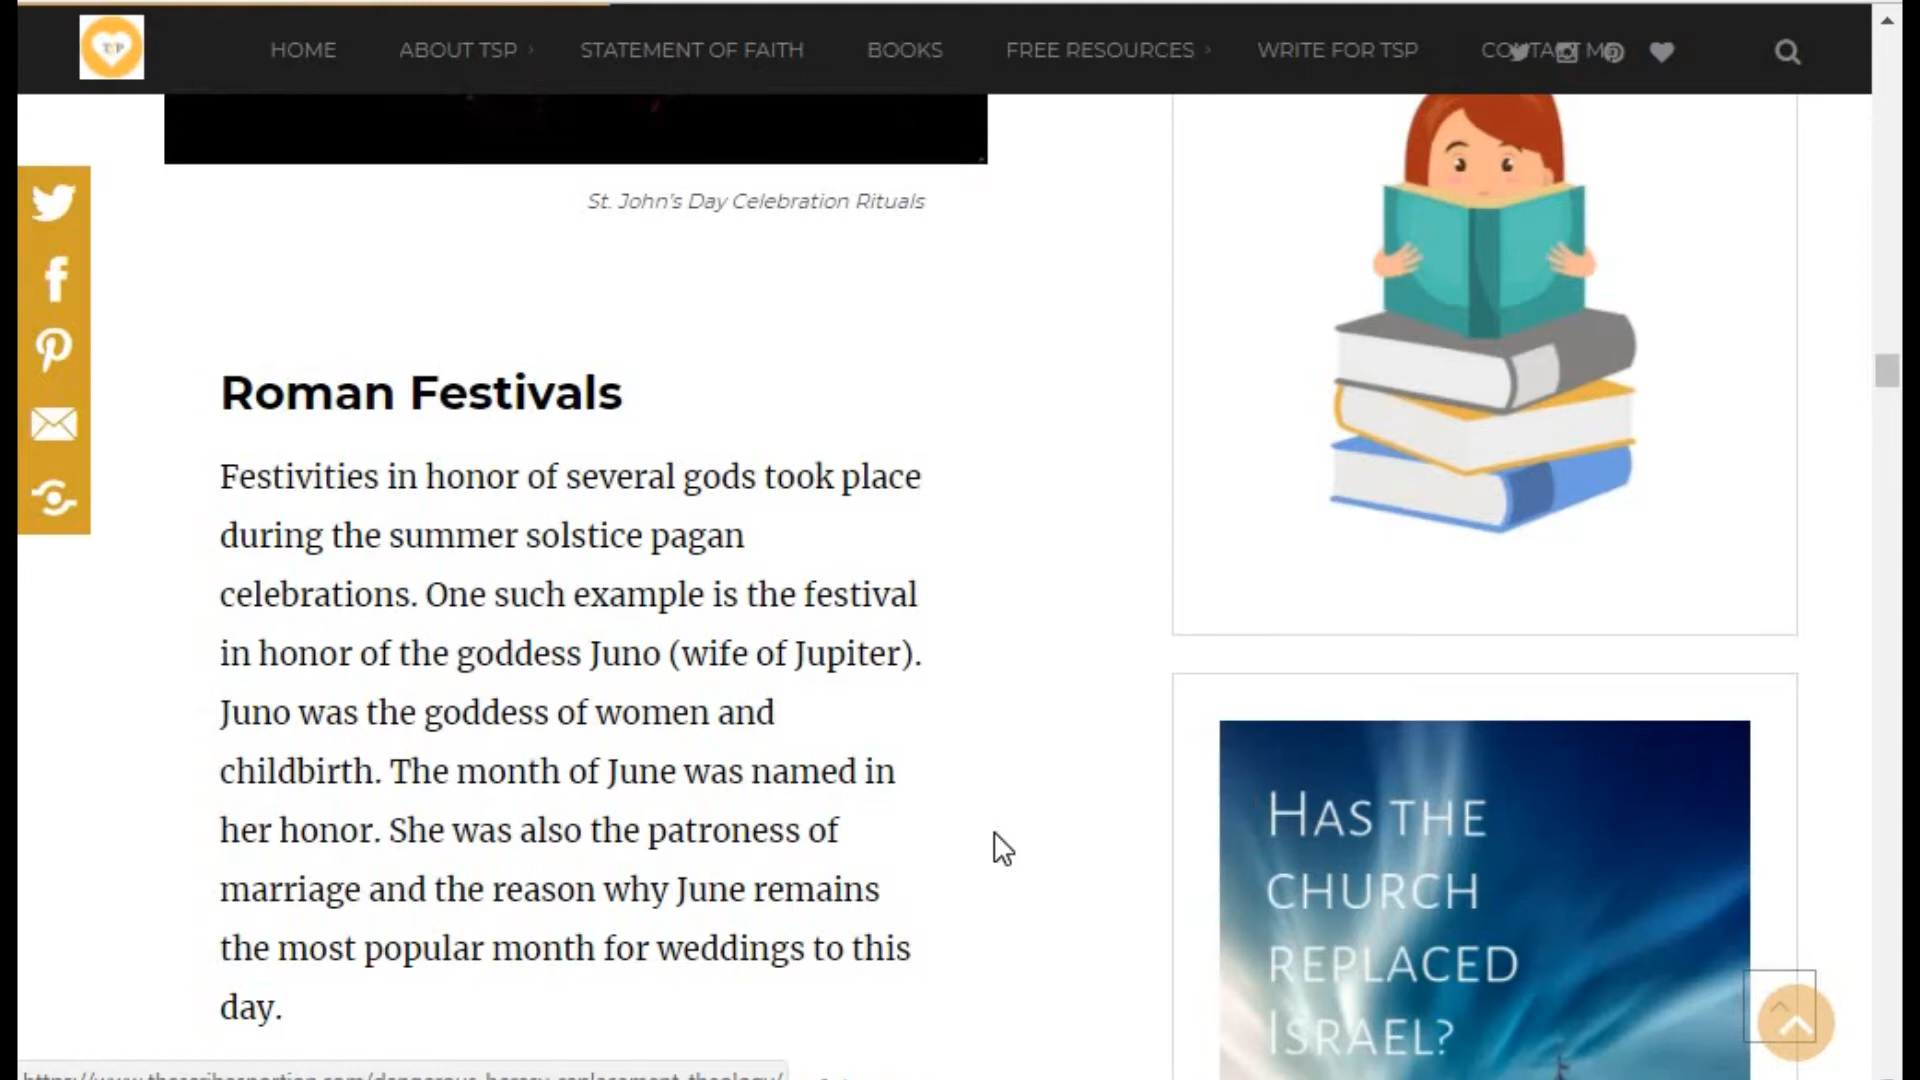 TSP
HOME
ABOUT TSP
STATEMENT OF FAITH
BOOKS
FREE RESOURCES
WRITE FOR TSP
CONTACT ME
St. John's Day Celebration Rituals
Roman Festivals
Festivities in honor of several gods took place
during the summer solstice pagan
celebrations. One such example is the festival
in honor of the goddess Juno (wife of Jupiter).
Juno was the goddess of women and
childbirth. The month of June was named in
her honor. She was also the patroness of
marriage and the reason why June remains
the most popular month for weddings to this
day.
HAS THE
CHURCH
REPLACED
ISRAEL?